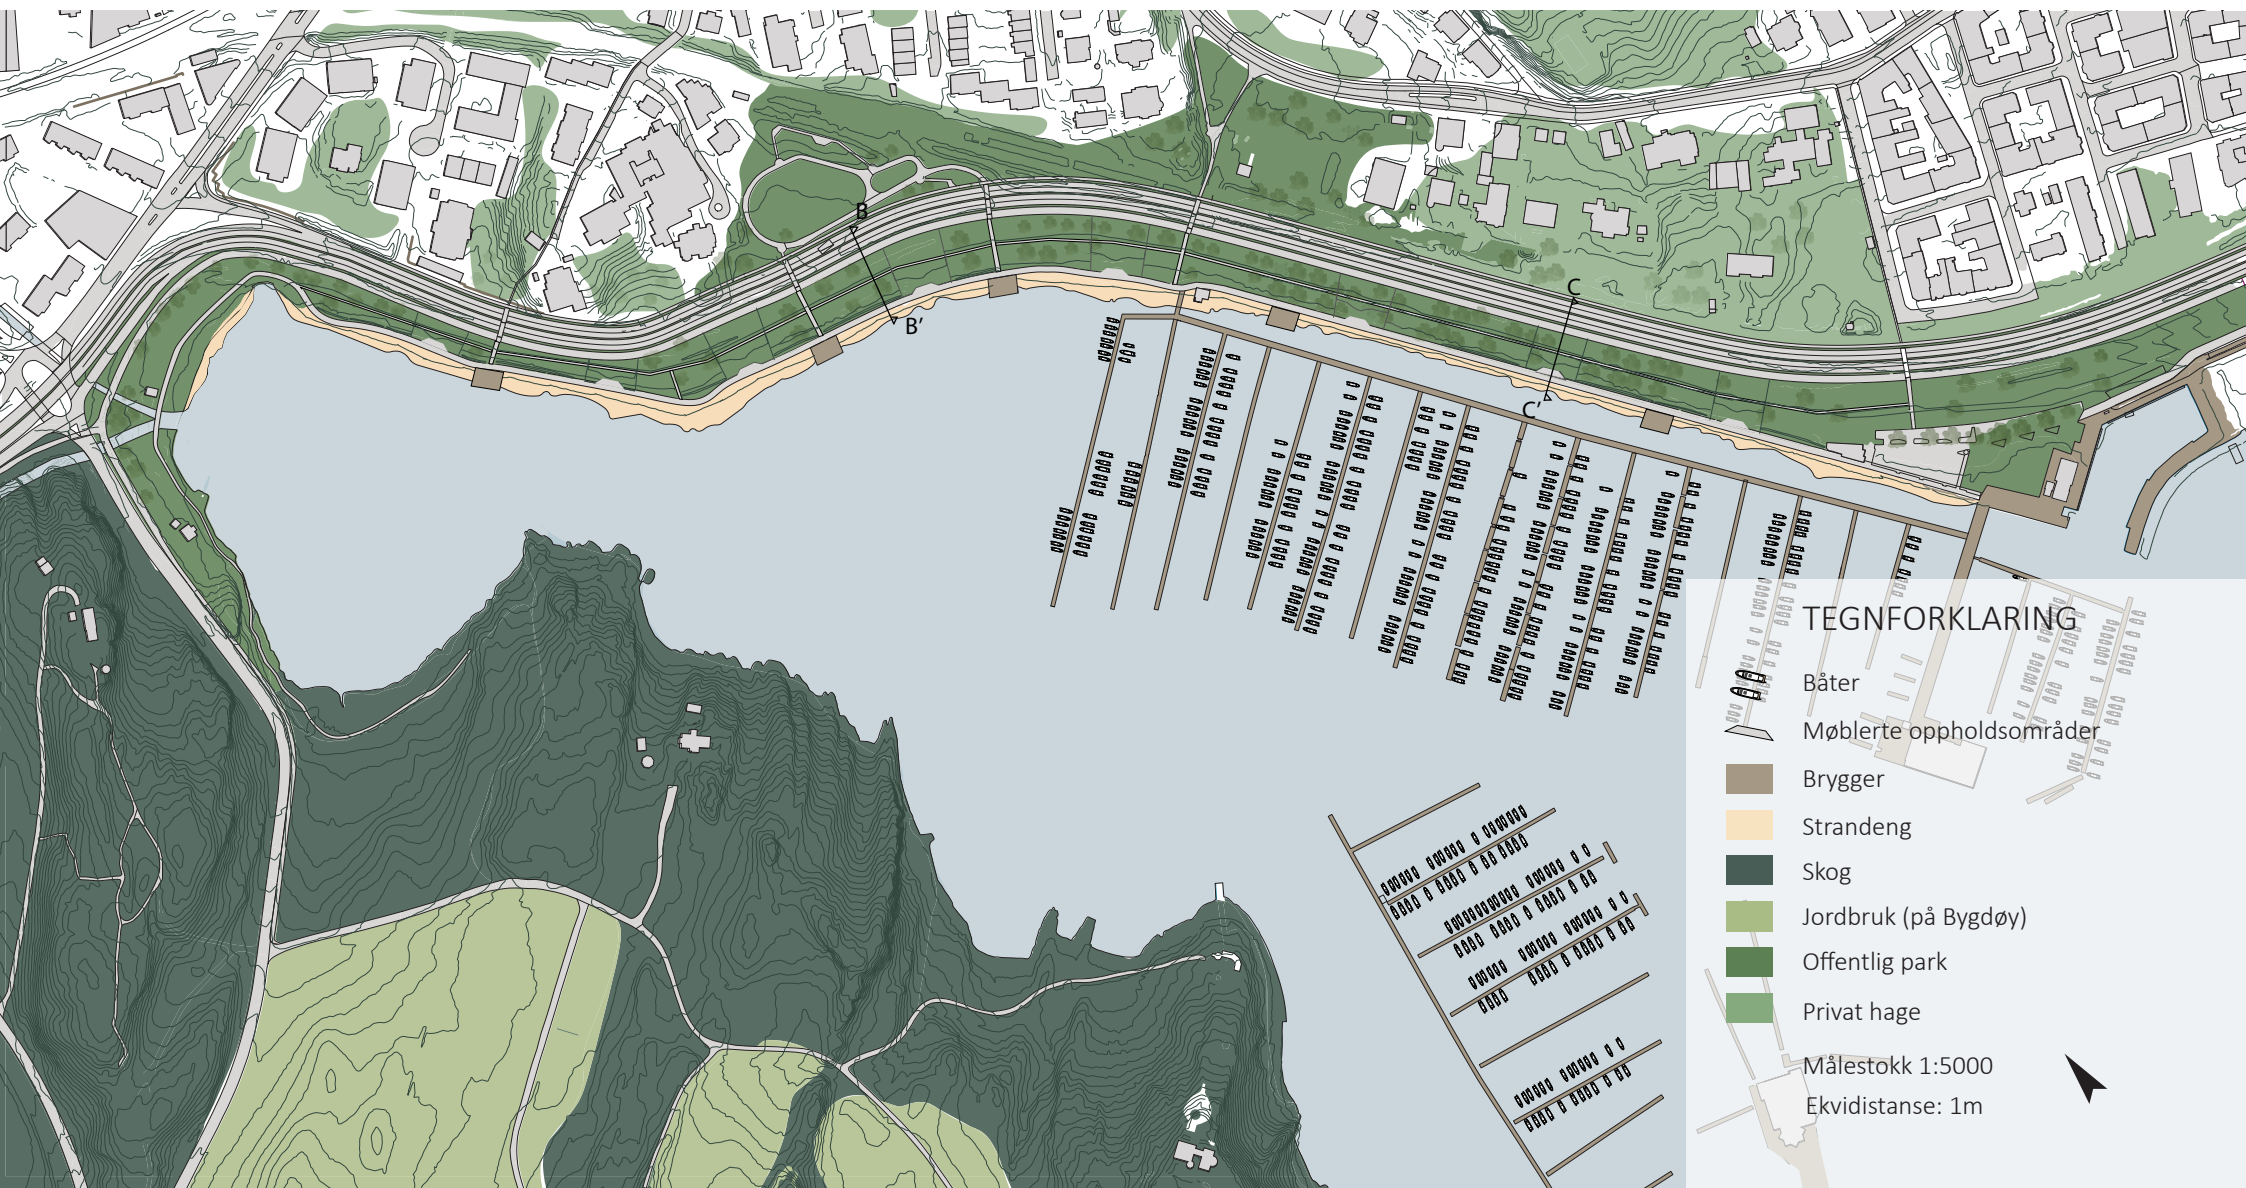 B
B’
C
C’
TEGNFORKLARING
Båter
Møblerte oppholdsområder
Brygger
Strandeng
Skog
Jordbruk (på Bygdøy)
Offentlig park
Privat hage
Målestokk 1:5000
Ekvidistanse: 1m